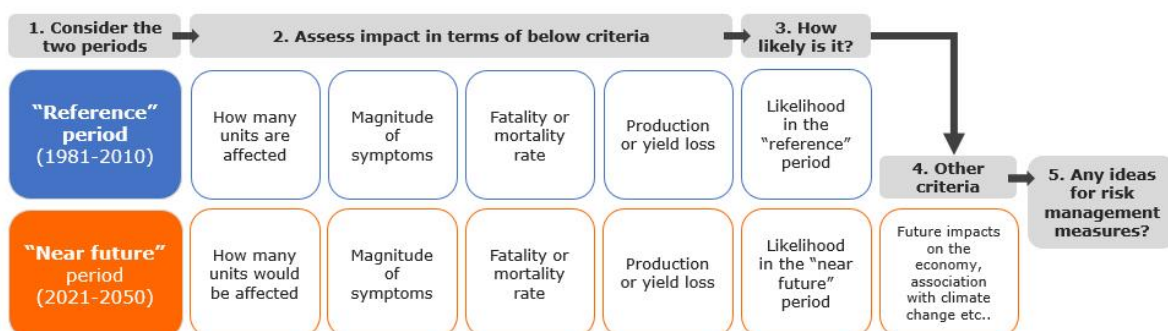 1. Consider the
two periods
2. Assess impact in terms of below criteria
3. How
likely is it?
“Reference”
period
(1981-2010)
How many
units are
affected
Magnitude
of
symptoms
Fatality or
mortality
rate
Production
or yield loss
Likelihood
in the
“reference”
period
4. Other
criteria
5. Any ideas
for risk
management
measures?
“Near future”
period
(2021-2050)
How many
units would
be affected
Magnitude
of
symptoms
Fatality or
mortality
rate
Production
or yield loss
Likelihood
in the “near
future”
period
Future impacts
on the
economy,
association
with climate
change etc..